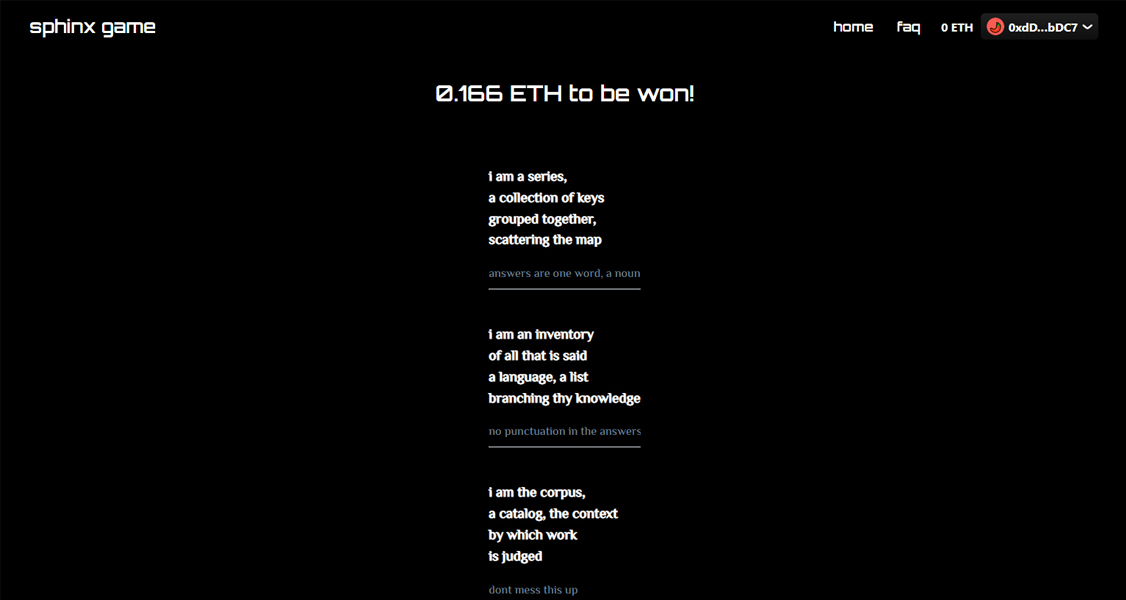 sphinx game
home faq 0 ETH 0xdD...bDC7
0.166 ETH to be won!
i am a series,
a collection of keys
grouped together,
scattering the map
answers are one word, a noun
i am an inventory
of all that is said
a language, a list
branching thy knowledge
no punctuation in the answers
i am the corpus,
a catalog, the context
by which work
is judged
dont mess this up